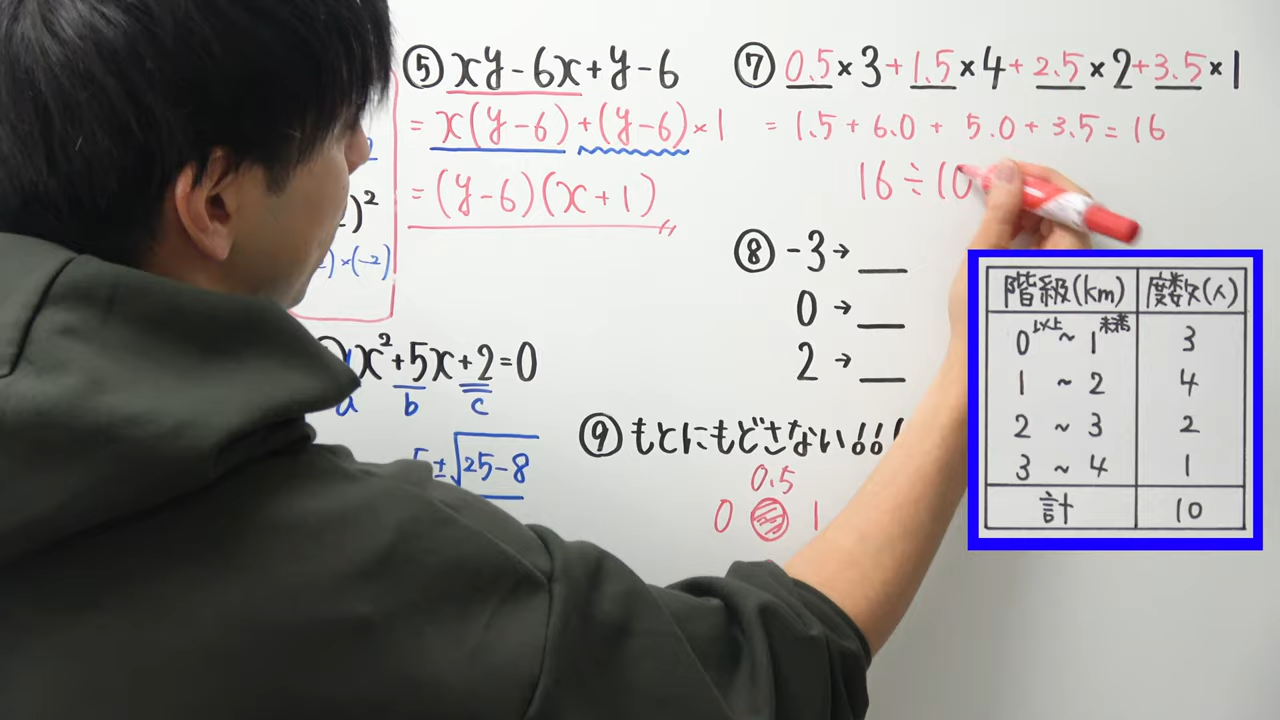 ⑤ xy-6x+y-6
= x(y-6)+(y-6)×1
= (y-6)(x+1)
)²
)×(-2)
x²+5x+2=0
a b c
5±√25-8
⑦ 0.5×3+1.5×4+2.5×2+3.5×1
= 1.5+6.0+5.0+3.5=16
16÷10
⑧ -3→
0→
2→
⑨ もとにもどさない!!!
0.5
0 1
階級(km) 度数(人)
0以上~1未満 3
1~2 4
2~3 2
3~4 1
計 10